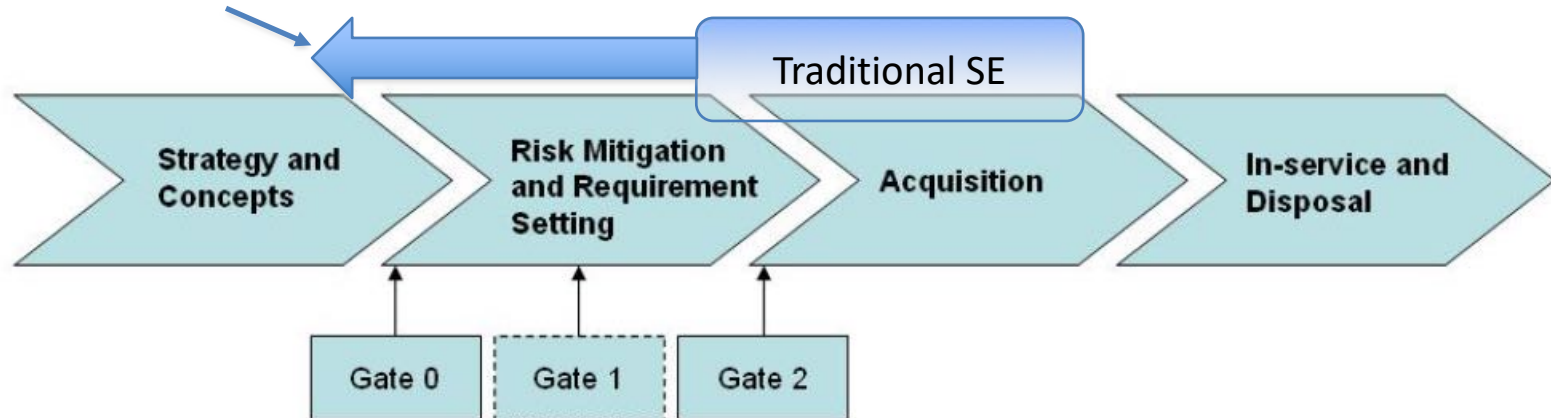 Traditional SE
Strategy and
Concepts
Risk Mitigation
and Requirement
Setting
Acquisition
In-service and
Disposal
Gate 0
Gate 1
Gate 2